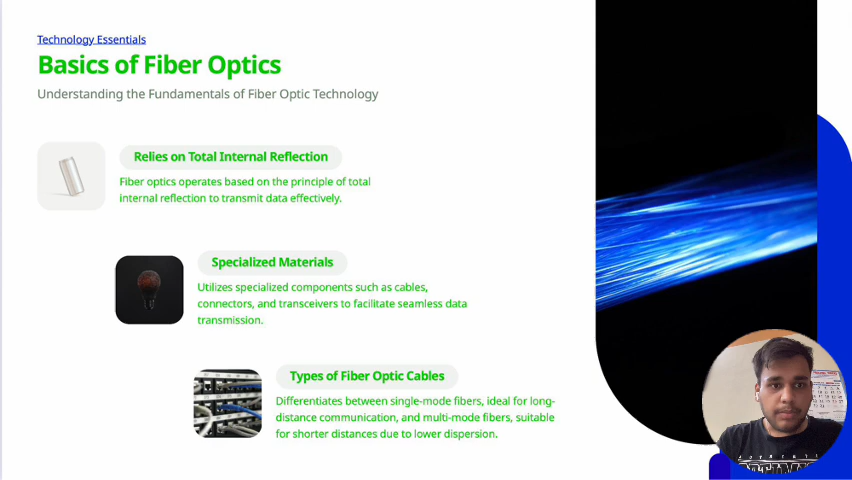 Technology Essentials
Basics of Fiber Optics
Understanding the Fundamentals of Fiber Optic Technology
Relies on Total Internal Reflection
Fiber optics operates based on the principle of total
internal reflection to transmit data effectively.
Specialized Materials
Utilizes specialized components such as cables,
connectors, and transceivers to facilitate seamless data
transmission.
Types of Fiber Optic Cables
Differentiates between single-mode fibers, ideal for long-
distance communication, and multi-mode fibers, suitable
for shorter distances due to lower dispersion.